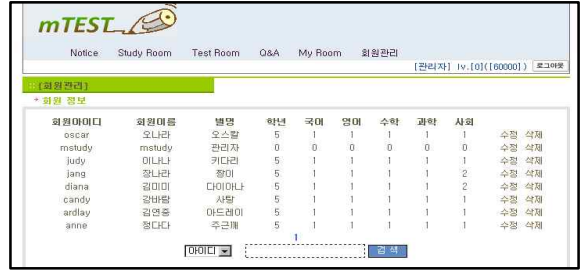 mTEST
Notice Study Room Test Room Q&A My Room 회원관리
[관리자] lv.[0]([60000]) 로그아웃
[회원관리]
* 회원 정보
회원아이디 회원이름 별명 학년 국어 영어 수학 과학 사회
oscar 오나라 오스칼 5 1 1 1 1 1 수정 삭제
mstudy mstudy 관리자 0 0 0 0 0 0 수정 삭제
judy 이나나 키다리 5 1 1 1 1 1 수정 삭제
jang 장나라 짱이 5 1 1 1 1 2 수정 삭제
diana 김미미 다이아나 5 1 1 1 1 2 수정 삭제
candy 강바람 사탕 5 1 1 1 1 1 수정 삭제
ardlay 김연중 아드레이 5 1 1 1 1 1 수정 삭제
anne 정다다 주근깨 5 1 1 1 1 1 수정 삭제
1
아이디 검색